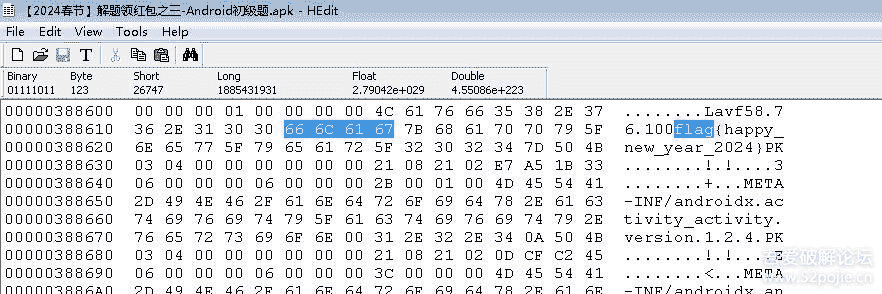 【2024春节】解题领红包之三-Android初级题.apk - HEdit
File Edit View Tools Help
Binary Byte Short Long Float Double
01111011 123 26747 1885431931 2.79042e+029 4.55086e+223
00000388600 00 00 00 01 00 00 00 00 4C 61 76 66 35 38 2E 37 ........Lavf58.7
00000388610 36 2E 31 30 30 66 6C 61 67 7B 68 61 70 70 79 5F 6.100flag{happy_
00000388620 6E 65 77 5F 79 65 61 72 5F 32 30 32 34 7D 50 4B new_year_2024}PK
00000388630 03 04 00 00 00 00 00 00 21 08 21 02 E7 A5 1B 33 ........!.!....3
00000388640 06 00 00 06 00 00 00 2B 00 01 00 4D 45 54 41 .......+...META
00000388650 2D 49 4E 46 2F 61 6E 64 72 6F 69 64 78 2E 61 63 -INF/androidx.ac
00000388660 74 69 76 69 74 79 5F 61 63 74 69 76 69 74 79 2E tivity_activity.
00000388670 76 65 72 73 69 6F 6E 00 31 2E 32 2E 34 0A 50 4B version.1.2.4.PK
00000388680 03 04 00 00 00 00 00 00 21 08 21 02 0D CF C2 45 ........!.!....E
00000388690 06 00 00 06 00 00 00 3C 00 00 00 4D 45 54 41 .......<...META
000003886A0 2D 49 4E 46 2F 61 6E 64 72 6F 69 64 78 2E 61 6E -INF/androidx.an
吾爱破解论坛
www.52pojie.cn